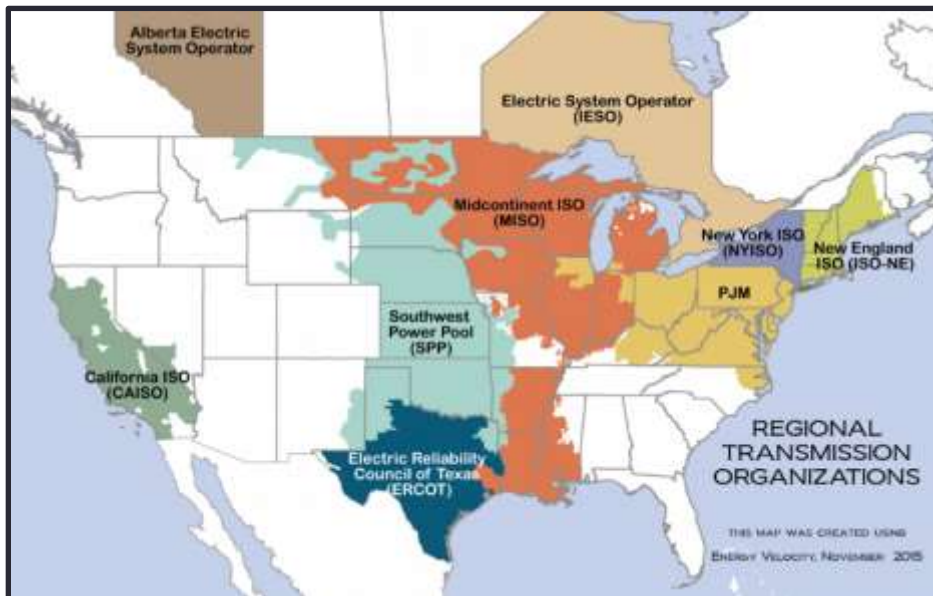 Alberta Electric
System Operator
Electric System Operator
(IESO)
Midcontinent ISO
(MISO)
New York ISO
(NYISO)
New England
ISO (ISO-NE)
PJM
Southwest
Power Pool
(SPP)
California ISO
(CAISO)
Electric Reliability
Council of Texas
(ERCOT)
REGIONAL
TRANSMISSION
ORGANIZATIONS
THIS MAP WAS CREATED USING
ENERGY VELOCITY, NOVEMBER 2015